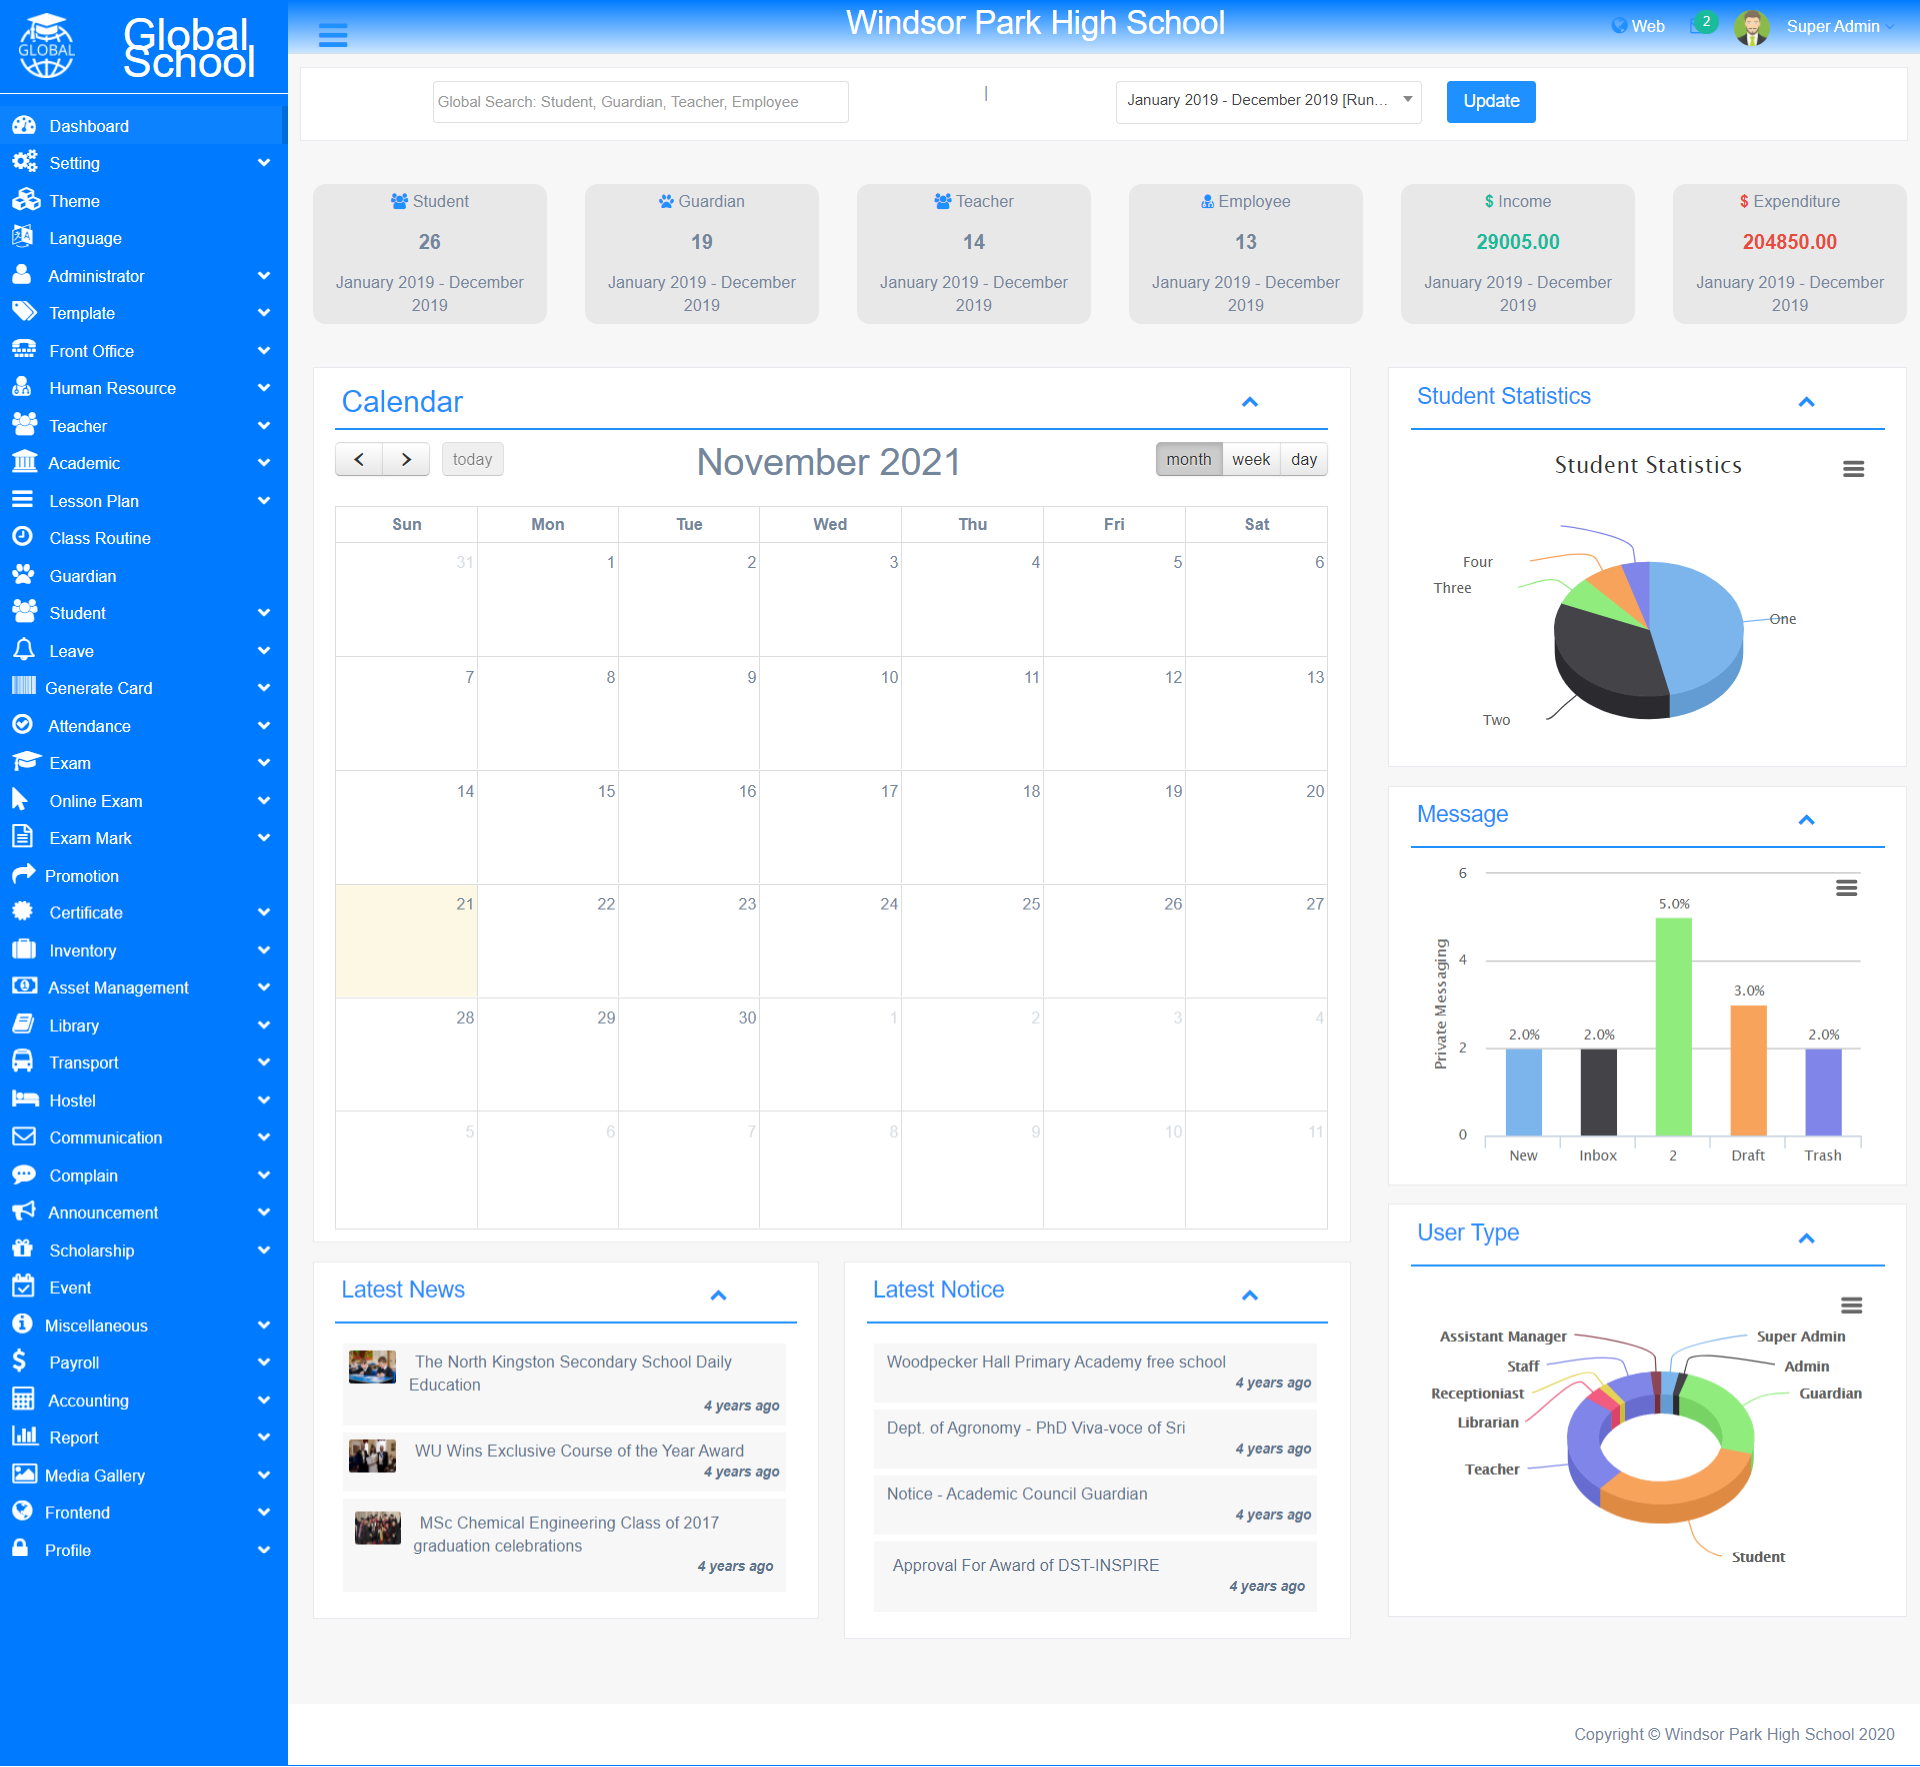 GLOBAL
Global
School
Windsor Park High School
Web
2
Super Admin
Global Search: Student, Guardian, Teacher, Employee
|
January 2019 - December 2019 [Run...
Update
Dashboard
Setting
Theme
Language
Administrator
Template
Front Office
Human Resource
Teacher
Academic
Lesson Plan
Class Routine
Guardian
Student
Leave
Generate Card
Attendance
Exam
Online Exam
Exam Mark
Promotion
Certificate
Inventory
Asset Management
Library
Transport
Hostel
Communication
Complain
Announcement
Scholarship
Event
Miscellaneous
Payroll
Accounting
Report
Media Gallery
Frontend
Profile
Student
26
January 2019 - December
2019
Guardian
19
January 2019 - December
2019
Teacher
14
January 2019 - December
2019
Employee
13
January 2019 - December
2019
$ Income
29005.00
January 2019 - December
2019
$ Expenditure
204850.00
January 2019 - December
2019
Calendar
today
November 2021
month week day
Sun Mon Tue Wed Thu Fri Sat
31 1 2 3 4 5 6
7 8 9 10 11 12 13
14 15 16 17 18 19 20
21 22 23 24 25 26 27
28 29 30 1 2 3 4
5 6 7 8 9 10 11
Student Statistics
Student Statistics
Four
Three
One
Two
Message
6
5.0%
4
3.0%
2.0% 2.0% 2.0%
2
0
Private Messaging
New Inbox 2 Draft Trash
User Type
Assistant Manager
Super Admin
Staff
Admin
Receptioniast
Guardian
Librarian
Teacher
Student
Latest News
The North Kingston Secondary School Daily
Education
4 years ago
WU Wins Exclusive Course of the Year Award
4 years ago
MSc Chemical Engineering Class of 2017
graduation celebrations
4 years ago
Latest Notice
Woodpecker Hall Primary Academy free school
4 years ago
Dept. of Agronomy - PhD Viva-voce of Sri
4 years ago
Notice - Academic Council Guardian
4 years ago
Approval For Award of DST-INSPIRE
4 years ago
Copyright © Windsor Park High School 2020